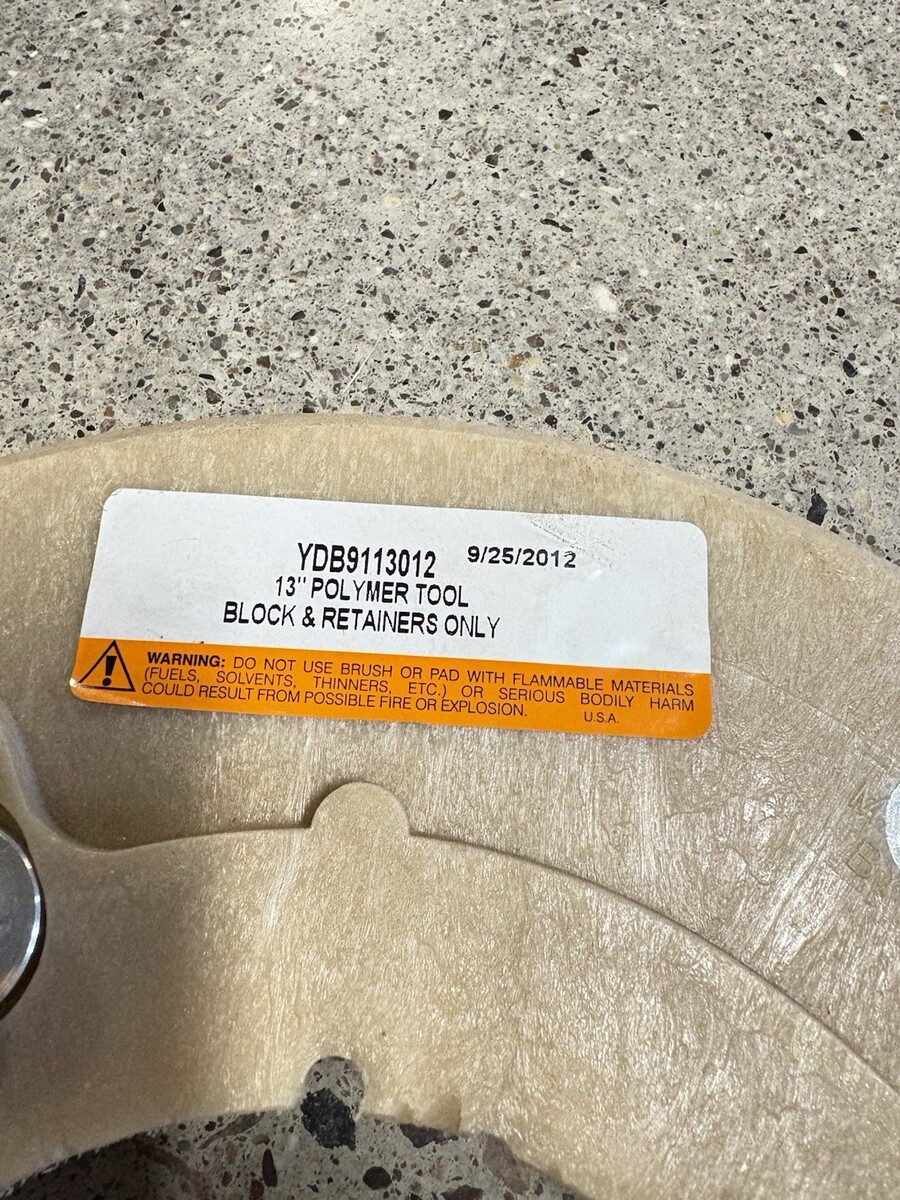 YDB9113012 9/25/2012
13" POLYMER TOOL
BLOCK & RETAINERS ONLY
WARNING: DO NOT USE BRUSH OR PAD WITH FLAMMABLE MATERIALS
(FUELS, SOLVENTS, THINNERS, ETC.) OR SERIOUS BODILY HARM
COULD RESULT FROM POSSIBLE FIRE OR EXPLOSION. U.S.A.